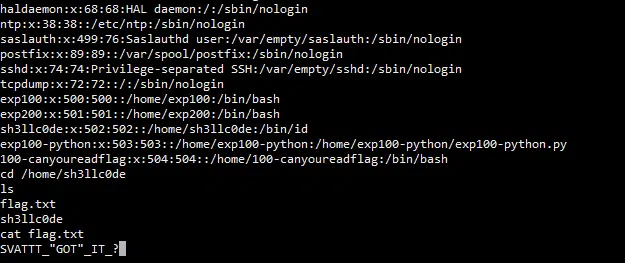 haldaemon:x:68:68:HAL daemon:/:/sbin/nologin
ntp:x:38:38::/etc/ntp:/sbin/nologin
saslauth:x:499:76:Saslauthd user:/var/empty/saslauth:/sbin/nologin
postfix:x:89:89::/var/spool/postfix:/sbin/nologin
sshd:x:74:74:Privilege-separated SSH:/var/empty/sshd:/sbin/nologin
tcpdump:x:72:72::/:/sbin/nologin
exp100:x:500:500::/home/exp100:/bin/bash
exp200:x:501:501::/home/exp200:/bin/bash
sh3llc0de:x:502:502::/home/sh3llc0de:/bin/id
exp100-python:x:503:503::/home/exp100-python:/home/exp100-python/exp100-python.py
100-canyoureadflag:x:504:504::/home/100-canyoureadflag:/bin/bash
cd /home/sh3llc0de
ls
flag.txt
sh3llc0de
cat flag.txt
SVATTT_"GOT"_IT_?